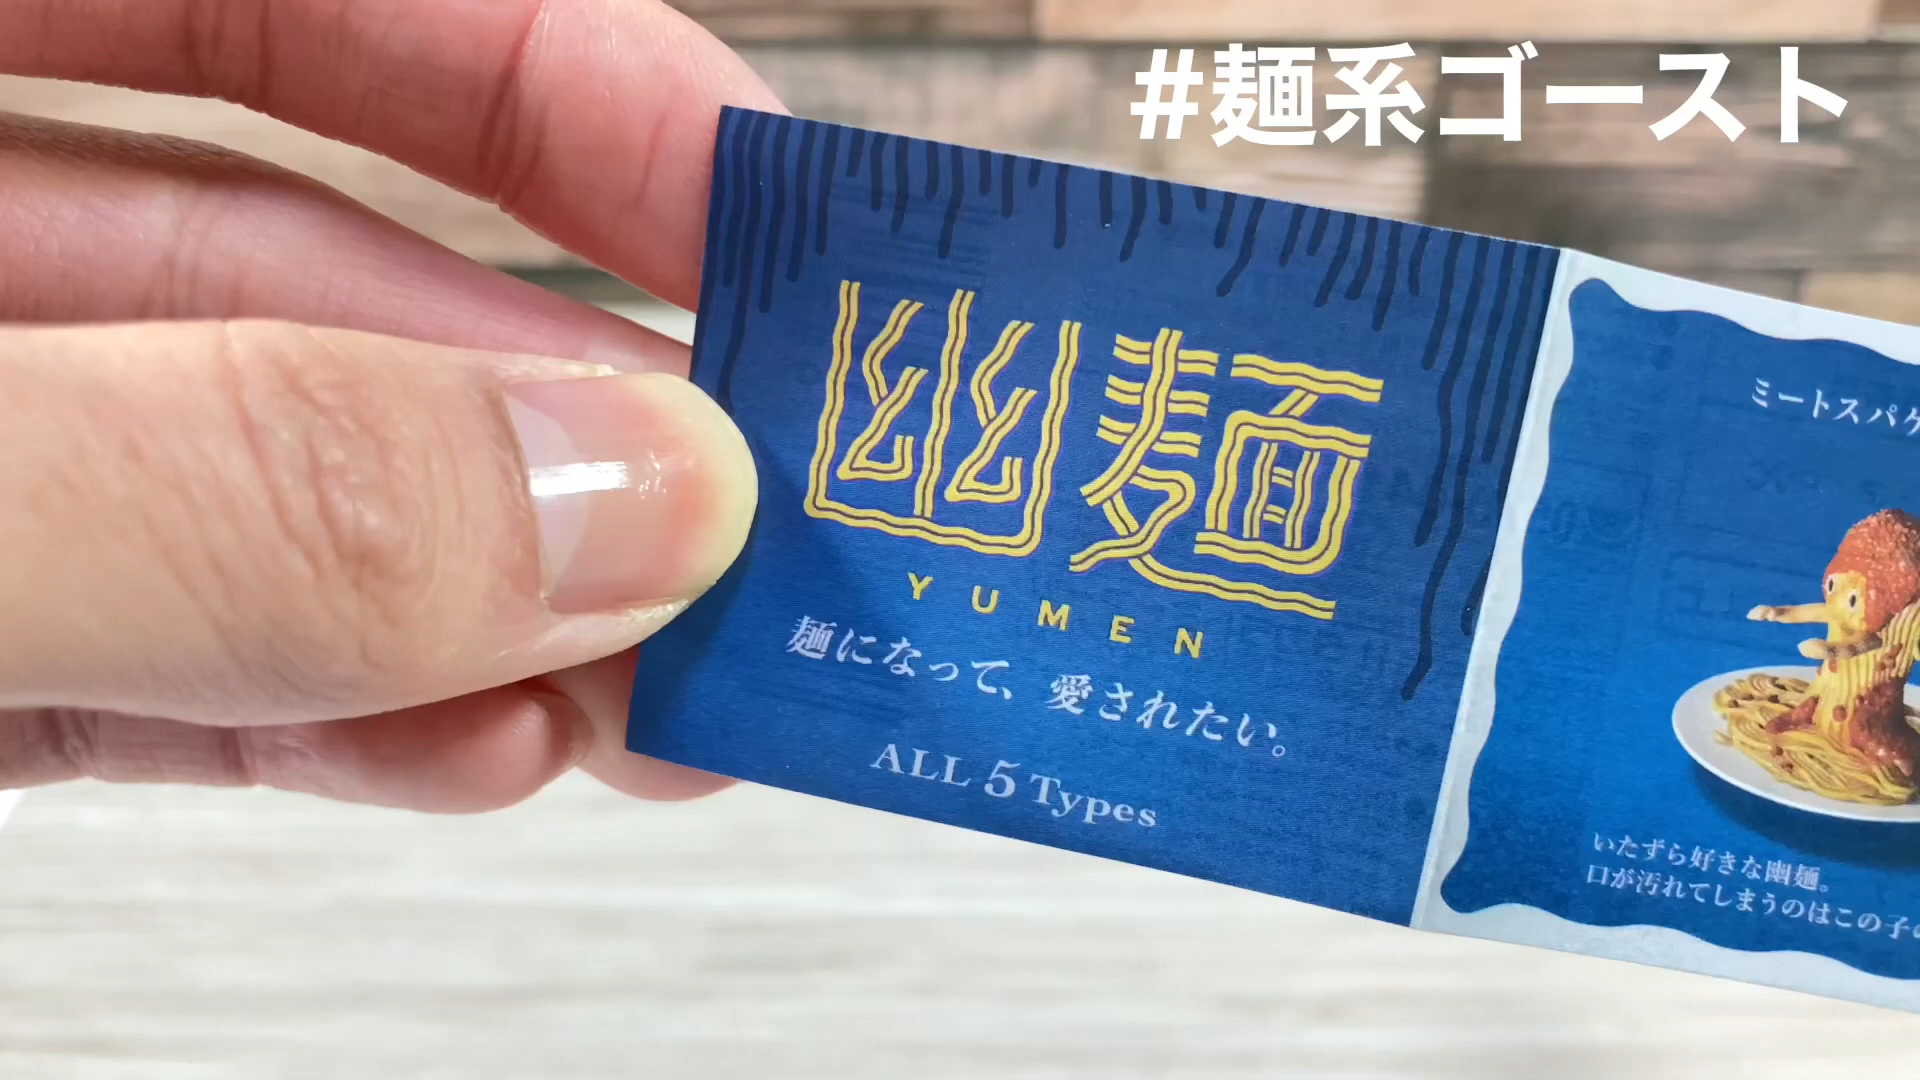 #麺系ゴースト
幽麺
YUMEN
麺になって、愛されたい。
ALL 5 Types
ミートスパゲ
いたずら好きな幽麺。
口が汚れてしまうのはこの子の